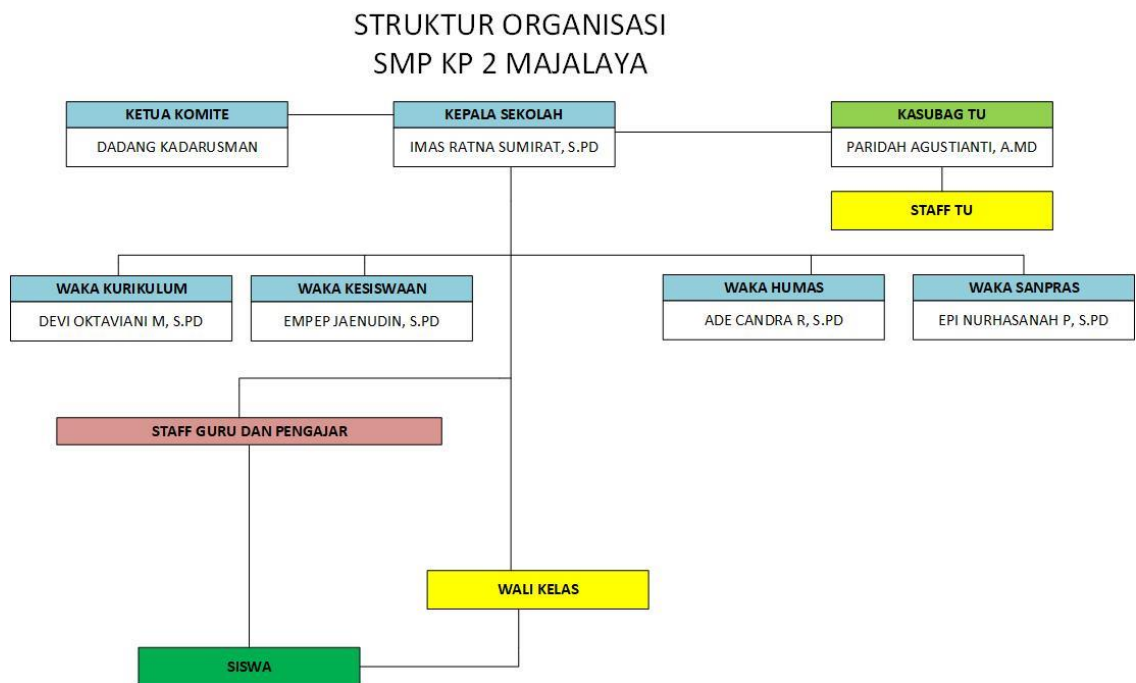 STRUKTUR ORGANISASI
SMP KP 2 MAJALAYA
KETUA KOMITE
DADANG KADARUSMAN
KEPALA SEKOLAH
IMAS RATNA SUMIRAT, S.PD
KASUBAG TU
PARIDAH AGUSTIANTI, A.MD
STAFF TU
WAKA KURIKULUM
DEVI OKTAVIANI M, S.PD
WAKA KESISWAAN
EMPEP JAENUDIN, S.PD
WAKA HUMAS
ADE CANDRA R, S.PD
WAKA SANPRAS
EPI NURHASANAH P, S.PD
STAFF GURU DAN PENGAJAR
WALI KELAS
SISWA